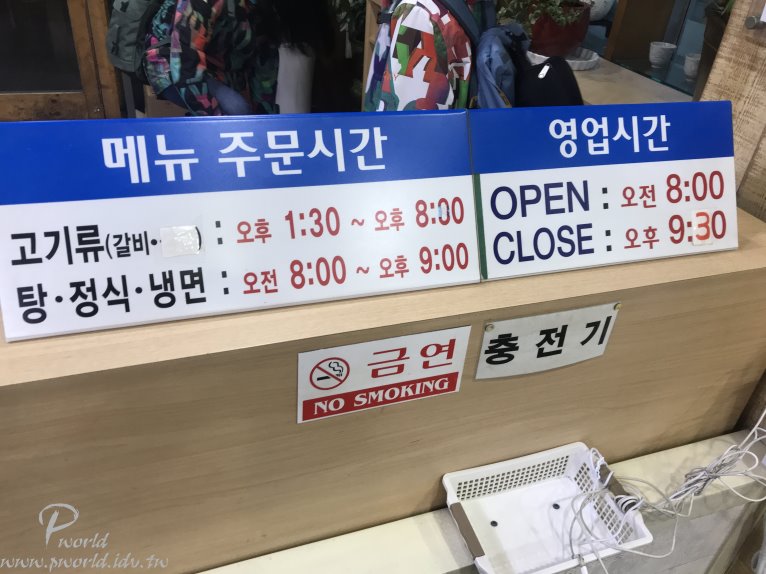 메뉴 주문시간
고기류(갈비· ) : 오후 1:30 ~ 오후 8:00
탕·정식·냉면 : 오전 8:00 ~ 오후 9:00
영업시간
OPEN : 오전 8:00
CLOSE : 오후 9:30
금연
NO SMOKING
충전기
Pworld
www.pworld.idv.tw